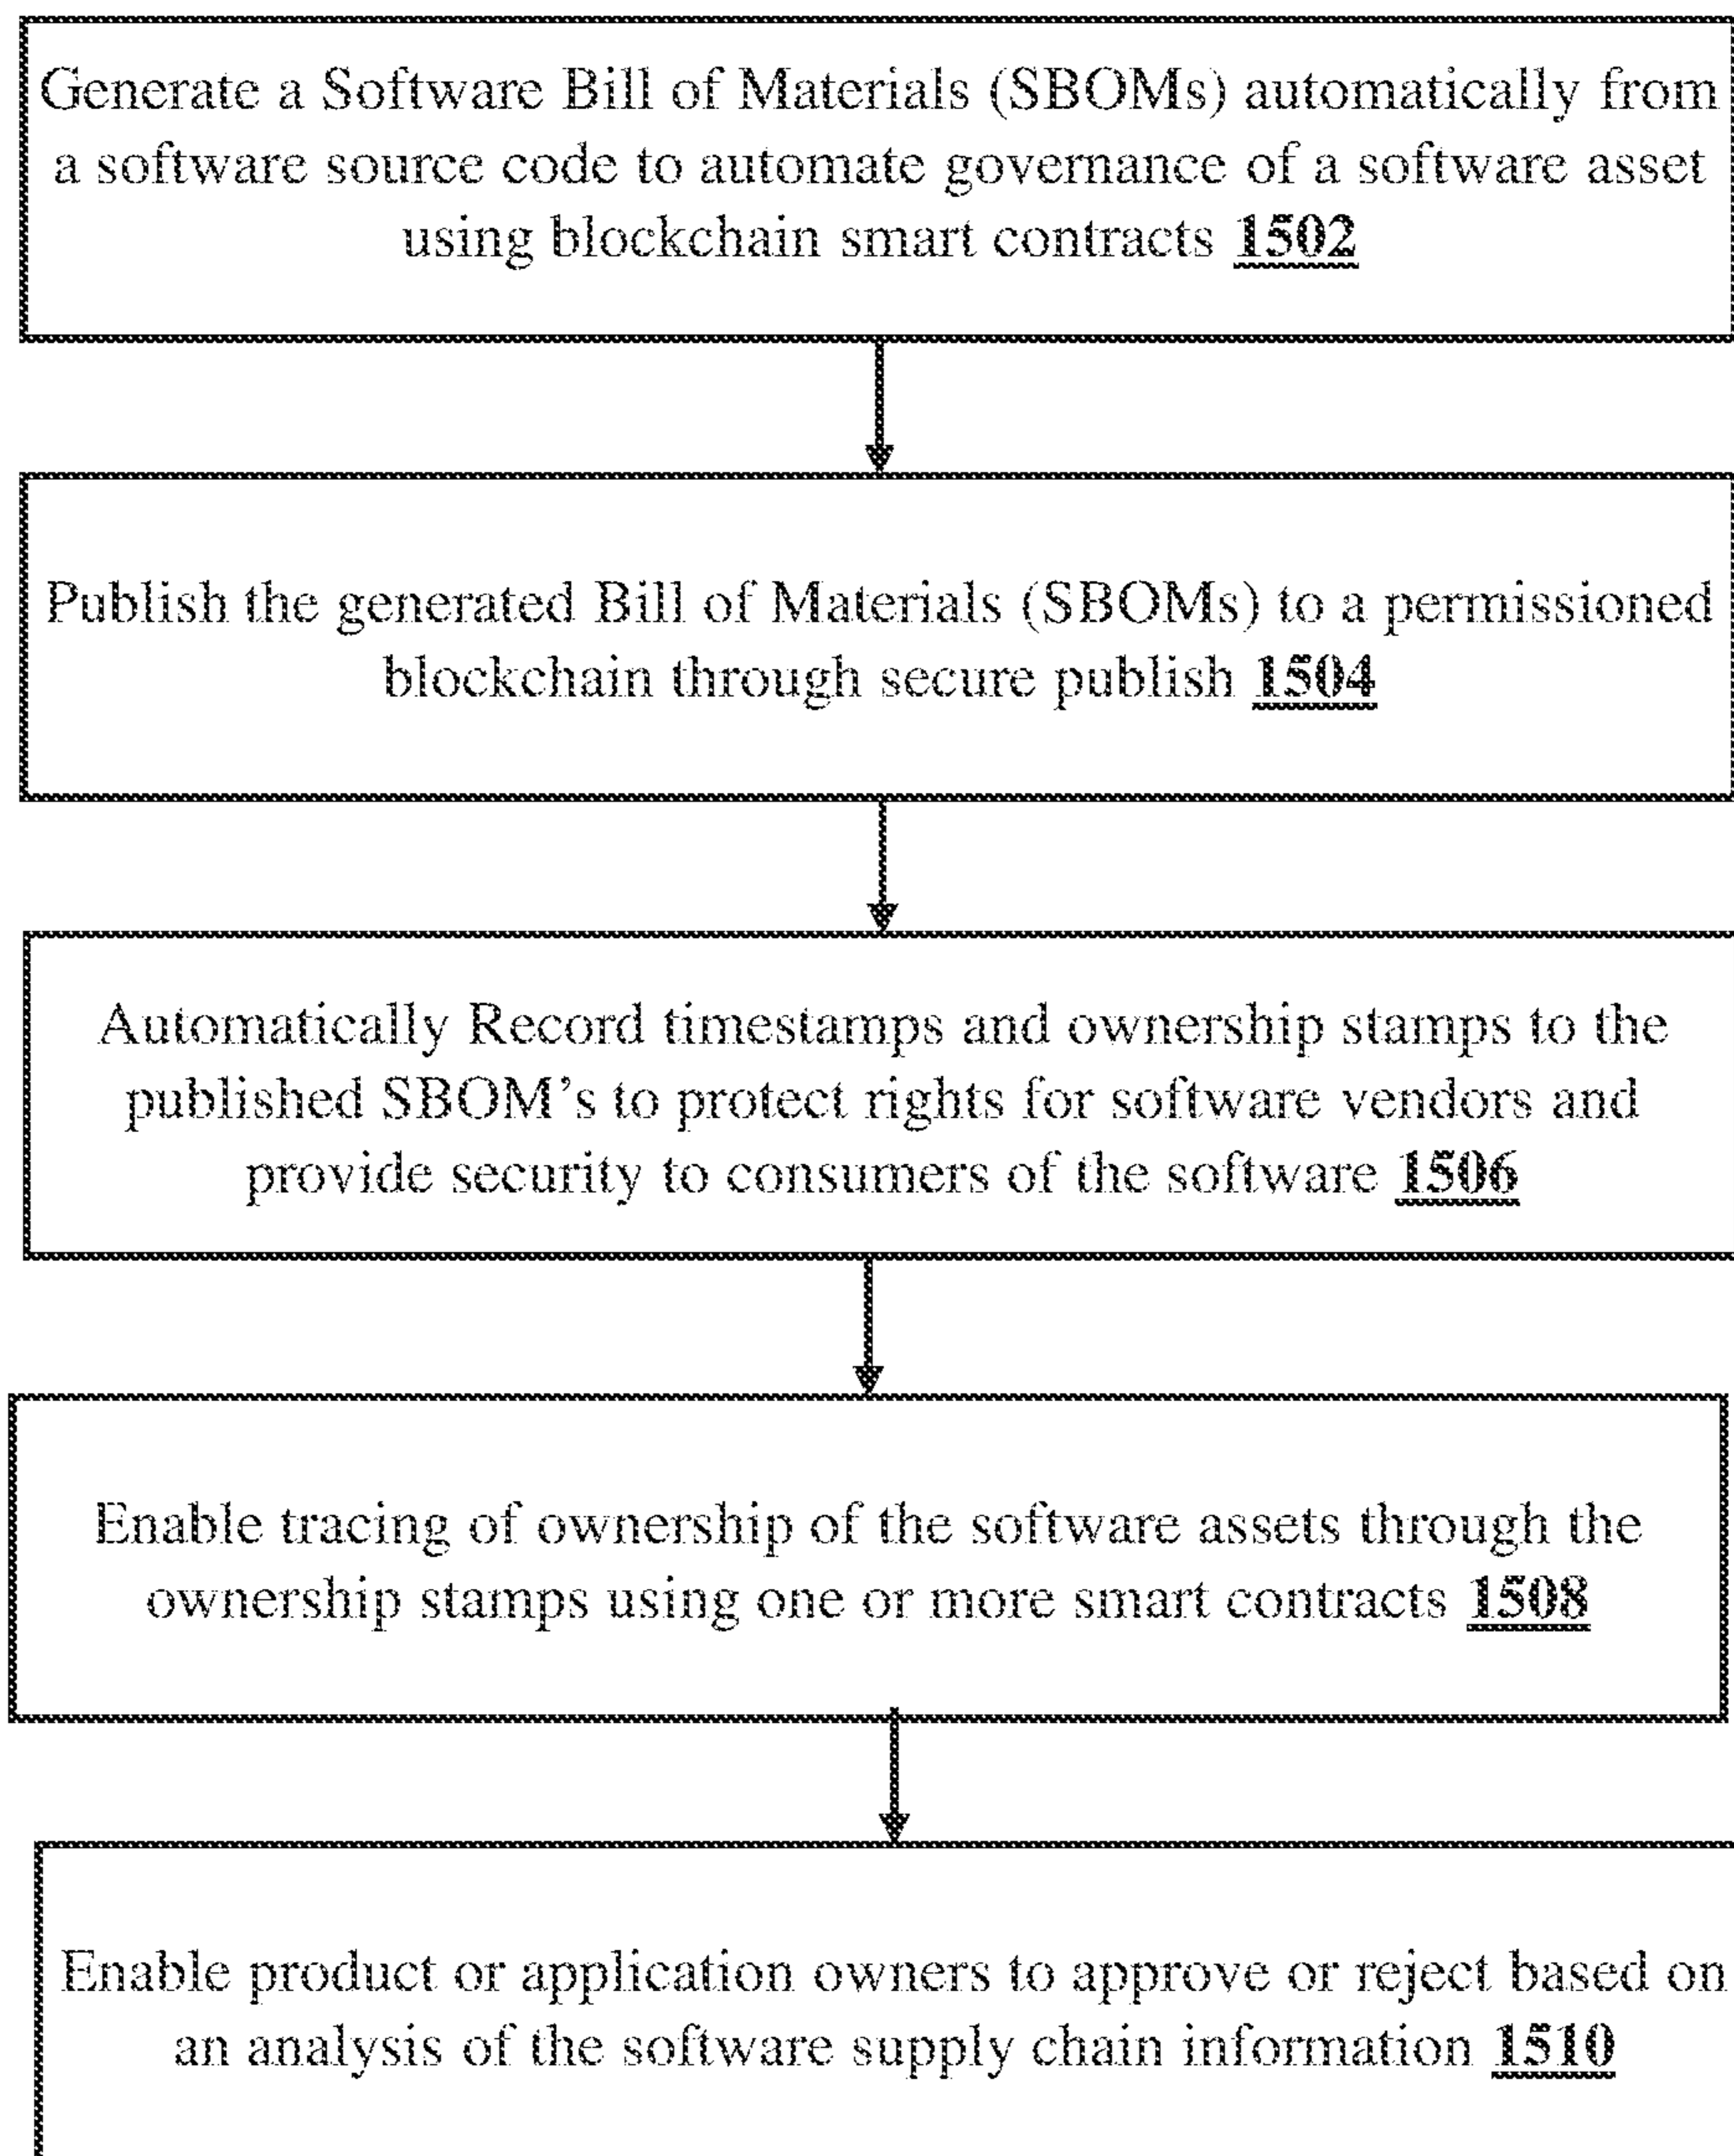 Generate a Software Bill of Materials (SBOMs) automatically from
a software source code to automate governance of a software asset
using blockchain smart contracts 1502
Publish the generated Bill of Materials (SBOMs) to a permissioned
blockchain through secure publish 1504
Automatically Record timestamps and ownership stamps to the
published SBOM’s to protect rights for software vendors and
provide security to consumers of the software 1506
Enable tracing of ownership of the software assets through the
ownership stamps using one or more smart contracts 1508
Enable product or application owners to approve or reject based on
an analysis of the software supply chain information 1510